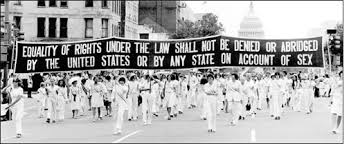 EQUALITY OF RIGHTS UNDER THE LAW SHALL NOT BE DENIED OR ABRIDGED
BY THE UNITED STATES OR BY ANY STATE ON ACCOUNT OF SEX